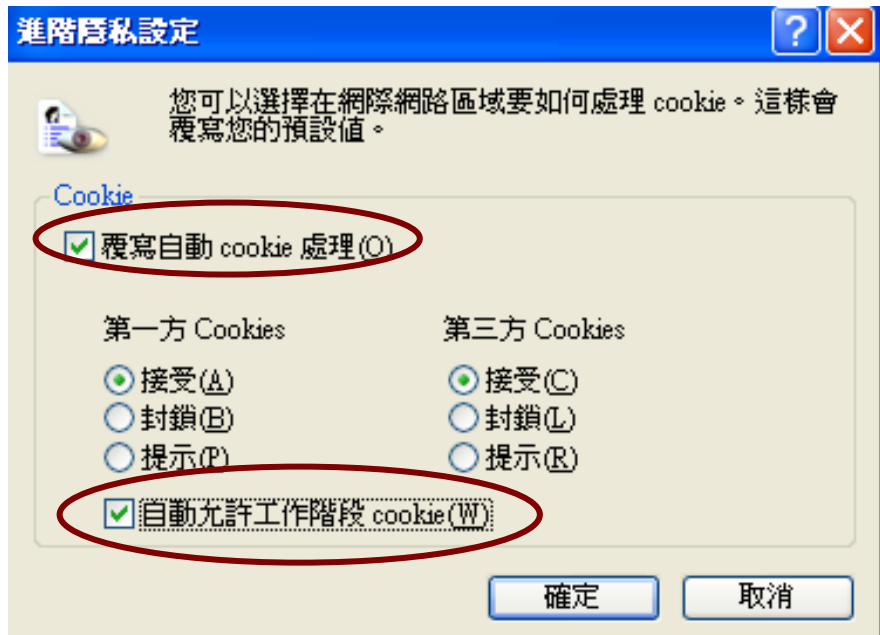 進階隱私設定
您可以選擇在網際網路區域要如何處理 cookie。這樣會
覆寫您的預設值。
Cookie
覆寫自動 cookie 處理(O)
第一方 Cookies
第三方 Cookies
接受(A)
接受(C)
封鎖(B)
封鎖(L)
提示(P)
提示(R)
自動允許工作階段 cookie(W)
確定
取消